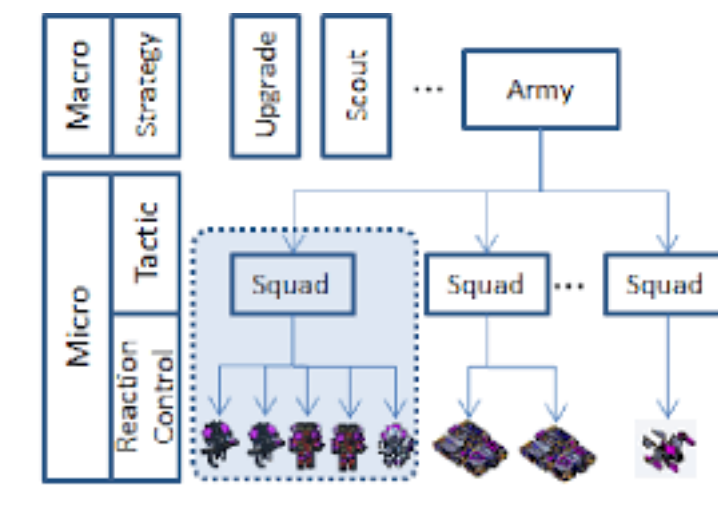 Macro
Strategy
Upgrade
Scout
...
Army
Micro
Tactic
Squad
Squad
...
Squad
Reaction
Control